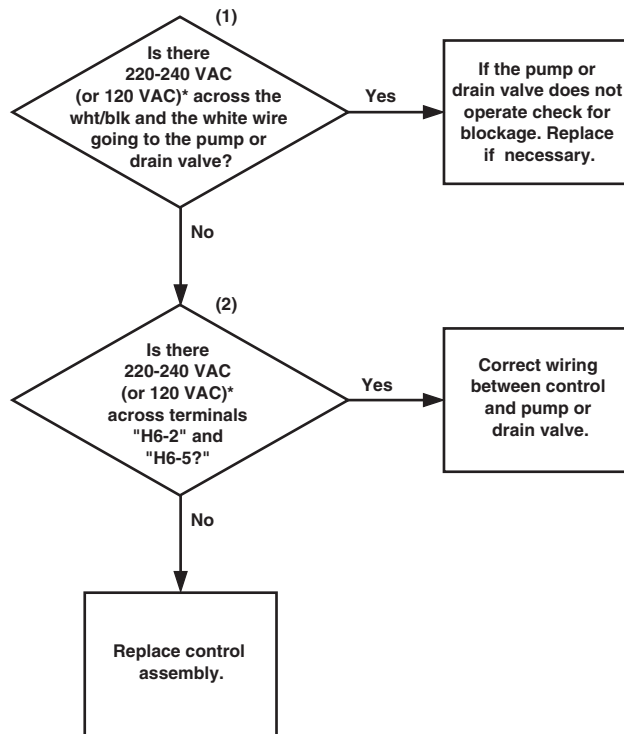 (1)
Is there
220-240 VAC
(or 120 VAC)* across the
wht/blk and the white wire
going to the pump or
drain valve?
Yes
If the pump or
drain valve does not
operate check for
blockage. Replace
if necessary.
No
(2)
Is there
220-240 VAC
(or 120 VAC)*
across terminals
"H6-2" and
"H6-5?"
Yes
Correct wiring
between control
and pump or
drain valve.
No
Replace control
assembly.